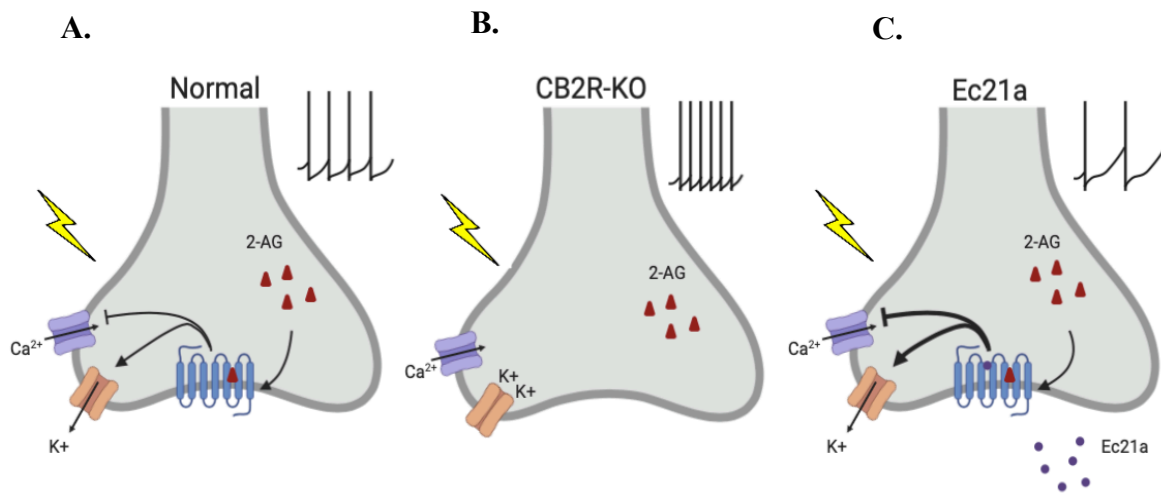 A.
B.
C.
Normal
CB2R-KO
Ec21a
2-AG
2-AG
2-AG
Ca2+
Ca2+
Ca2+
K+
K+
K+
K+
Ec21a